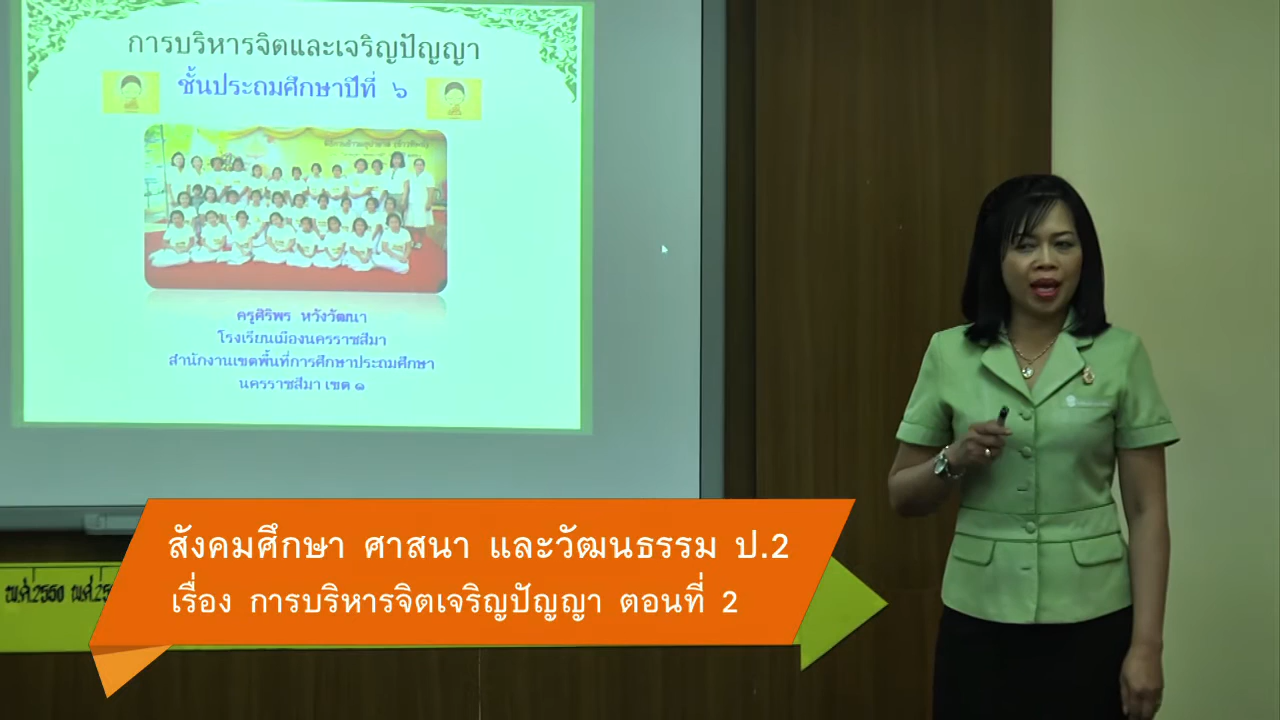 การบริหารจิตและเจริญปัญญา
ชั้นประถมศึกษาปีที่ ๖
ครูศิริพร หวังวัฒนา
โรงเรียนเมืองนครราชสีมา
สำนักงานเขตพื้นที่การศึกษาประถมศึกษา
นครราชสีมา เขต ๑
สังคมศึกษา ศาสนา และวัฒนธรรม ป.2
เรื่อง การบริหารจิตเจริญปัญญา ตอนที่ 2
พ.ศ.2550